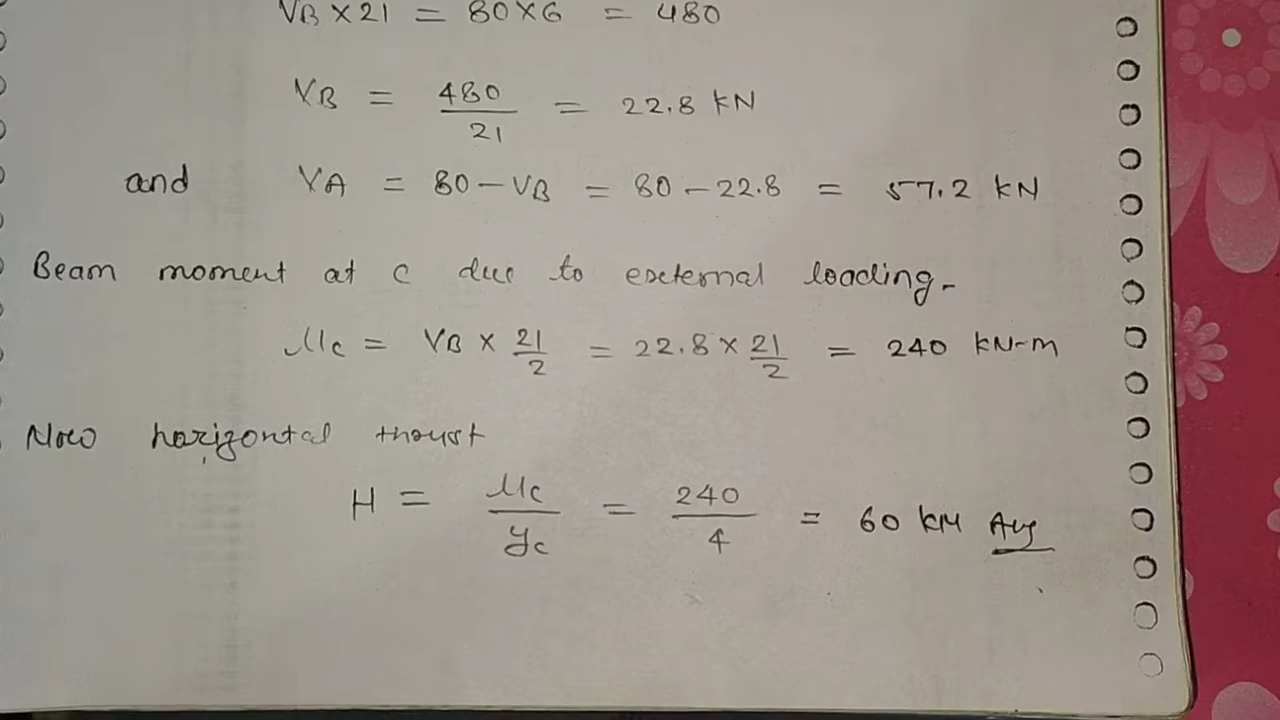 VB × 21 = 80×6 = 480
VB = 480/21 = 22.8 KN
and VA = 80 - VB = 80 - 22.8 = 57.2 KN
Beam moment at C due to external loading.
Mc = VB × 21/2 = 22.8 × 21/2 = 240 KN-m
Now horizontal thrust
H = Mc/yc = 240/4 = 60 KN Ans